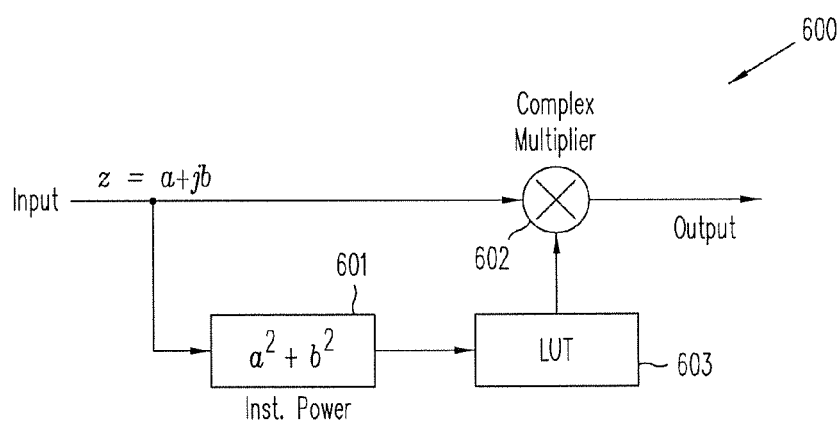 600
Complex
Multiplier
z = a+jb
Input
602
Output
601
a² + b²
LUT
603
Inst. Power